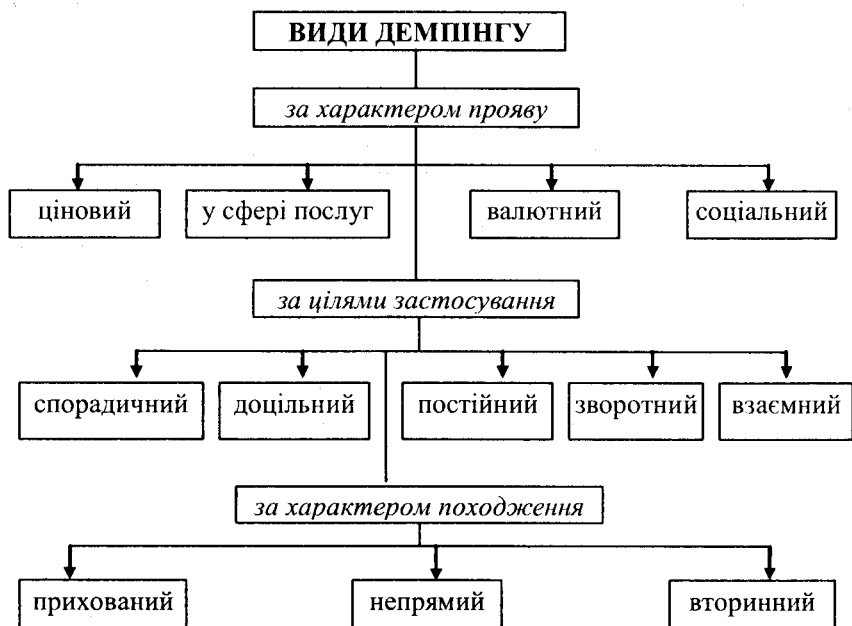 ВИДИ ДЕМПІНГУ
за характером прояву
ціновий
у сфері послуг
валютний
соціальний
за цілями застосування
спорадичний
доцільний
постійний
зворотний
взаємний
за характером походження
прихований
непрямий
вторинний